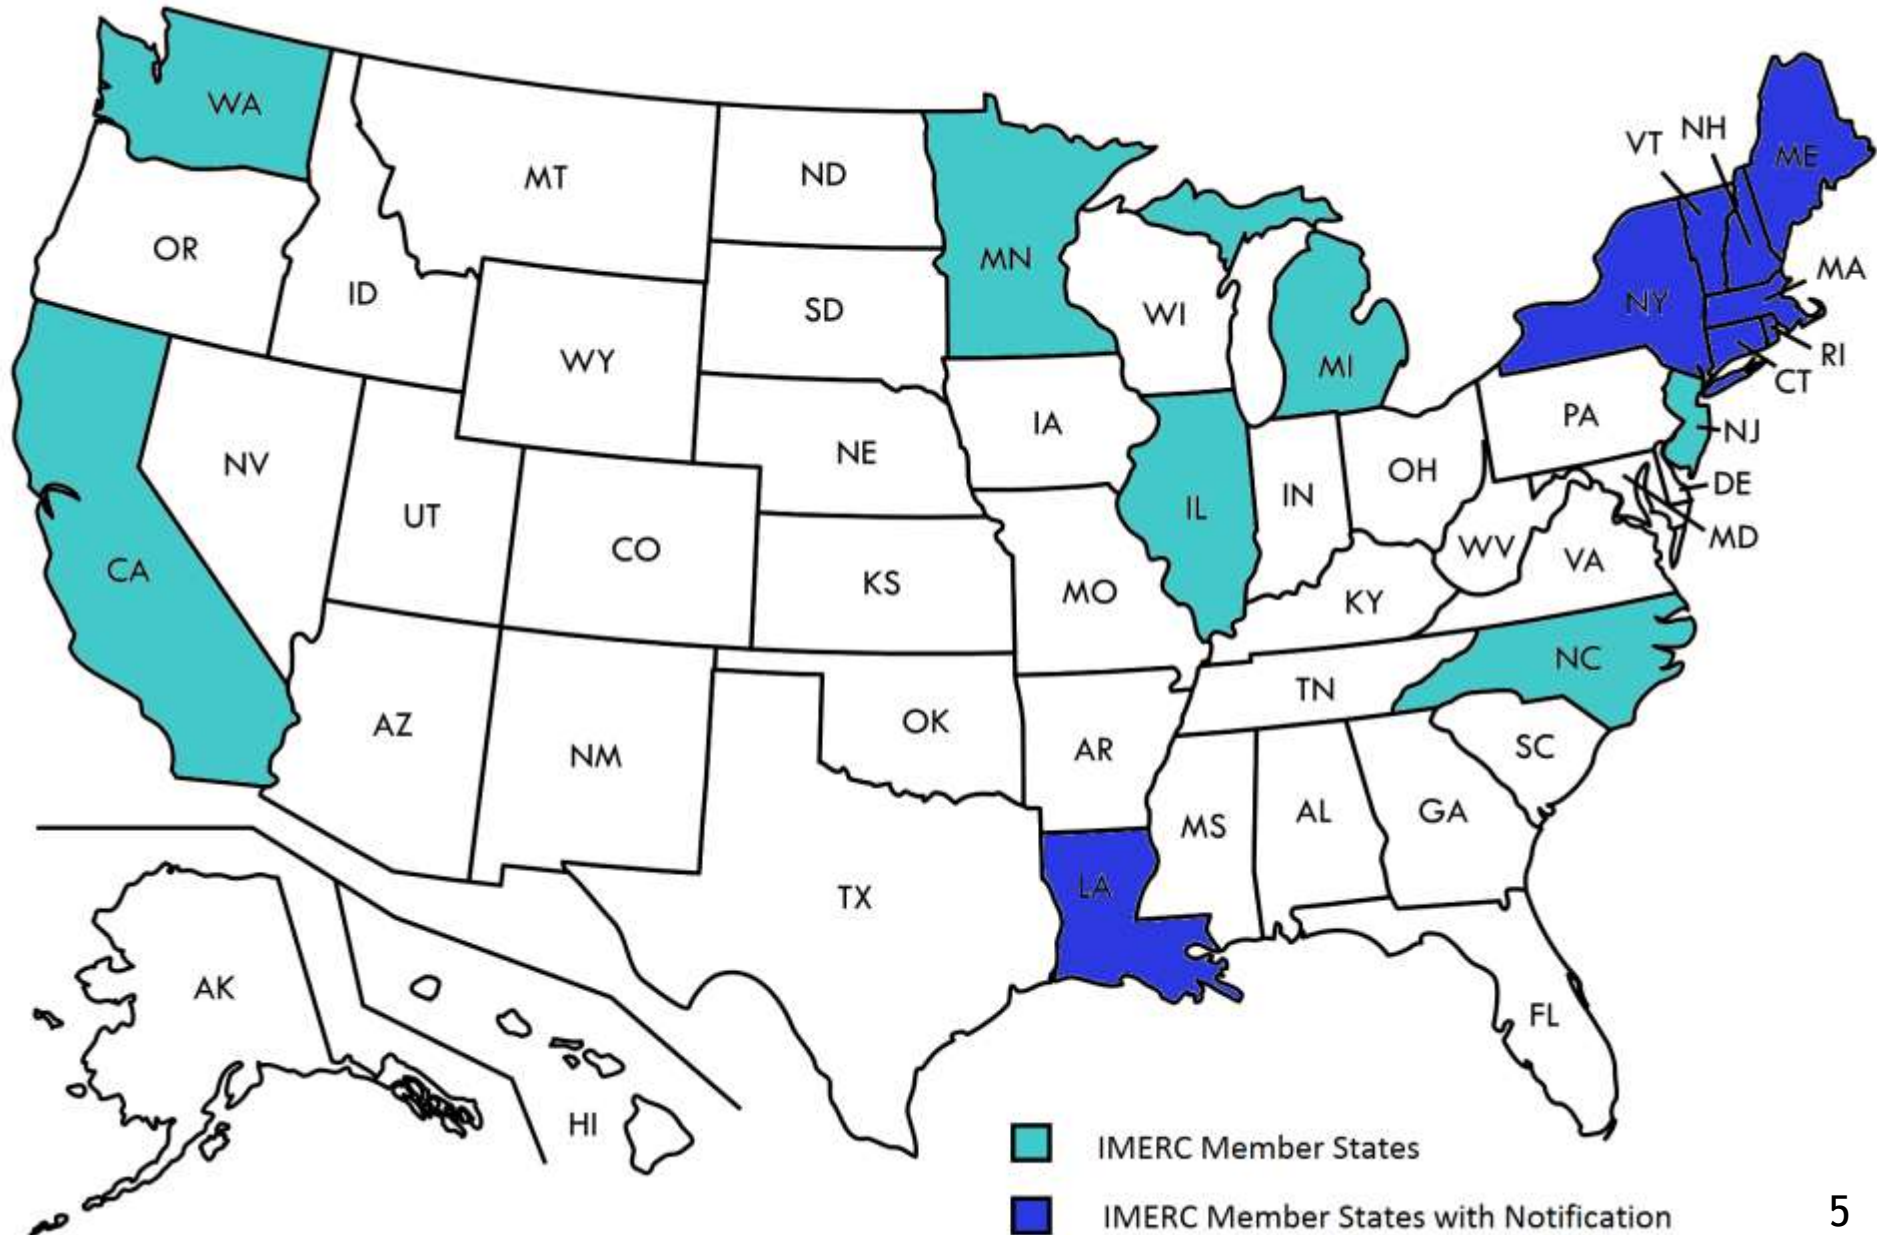 WA
MT
ND
VT
NH
ME
OR
ID
MN
MA
SD
WI
NY
WY
MI
RI
CT
IA
PA
NV
NE
OH
NJ
UT
IL
IN
DE
CO
WV
MD
CA
KS
MO
KY
VA
NC
TN
AZ
OK
NM
AR
SC
MS
AL
GA
TX
LA
AK
FL
HI
IMERC Member States
IMERC Member States with Notification
5